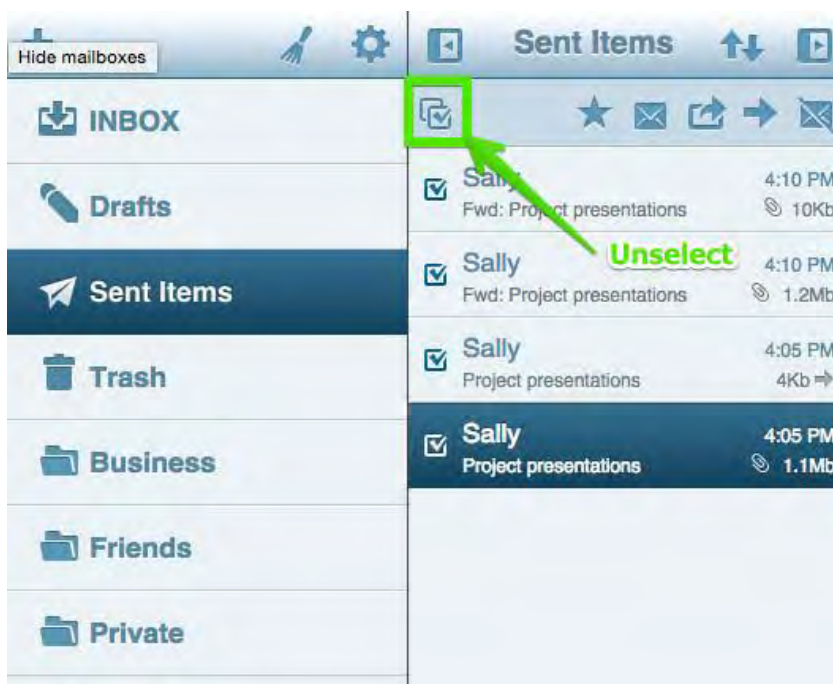 Hide mailboxes
Sent Items
INBOX
Drafts
Sent Items
Trash
Business
Friends
Private
Sally
4:10 PM
Fwd: Project presentations
10Kb
Unselect
Sally
4:10 PM
Fwd: Project presentations
1.2Mb
Sally
4:05 PM
Project presentations
4Kb
Sally
4:05 PM
Project presentations
1.1Mb